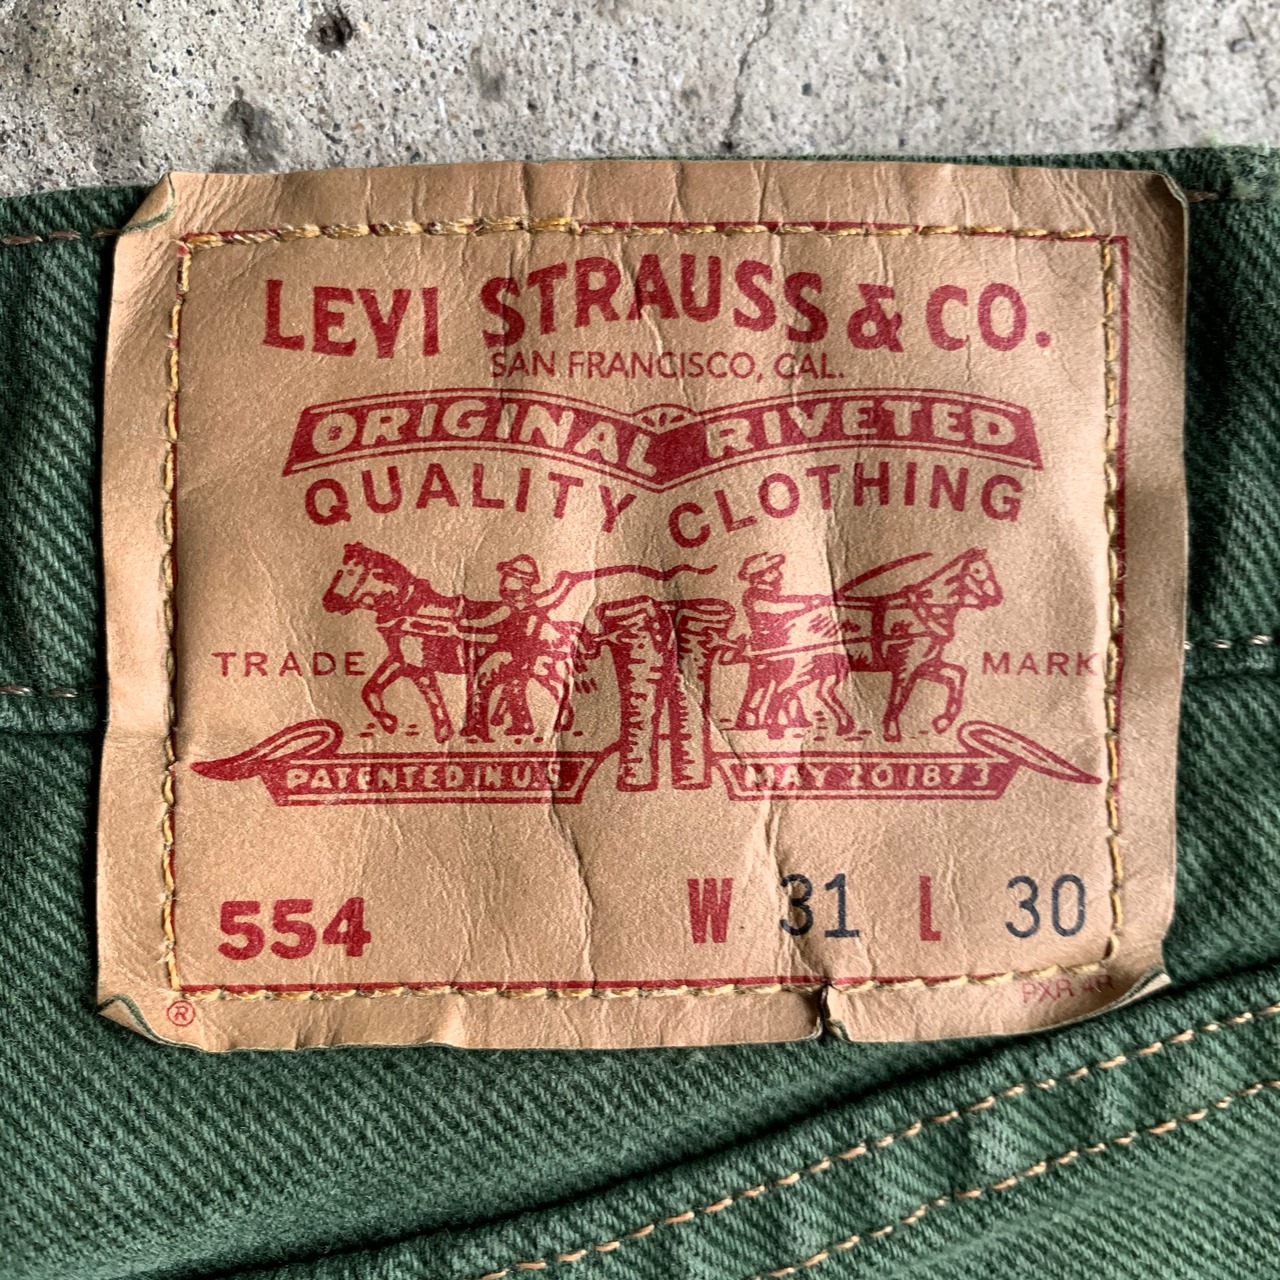 LEVI STRAUSS & CO.
SAN FRANCISCO, CAL.
ORIGINAL RIVETED
QUALITY CLOTHING
TRADE MARK
PATENTED IN U.S. MAY 20 1873
554 W 31 L 30
®